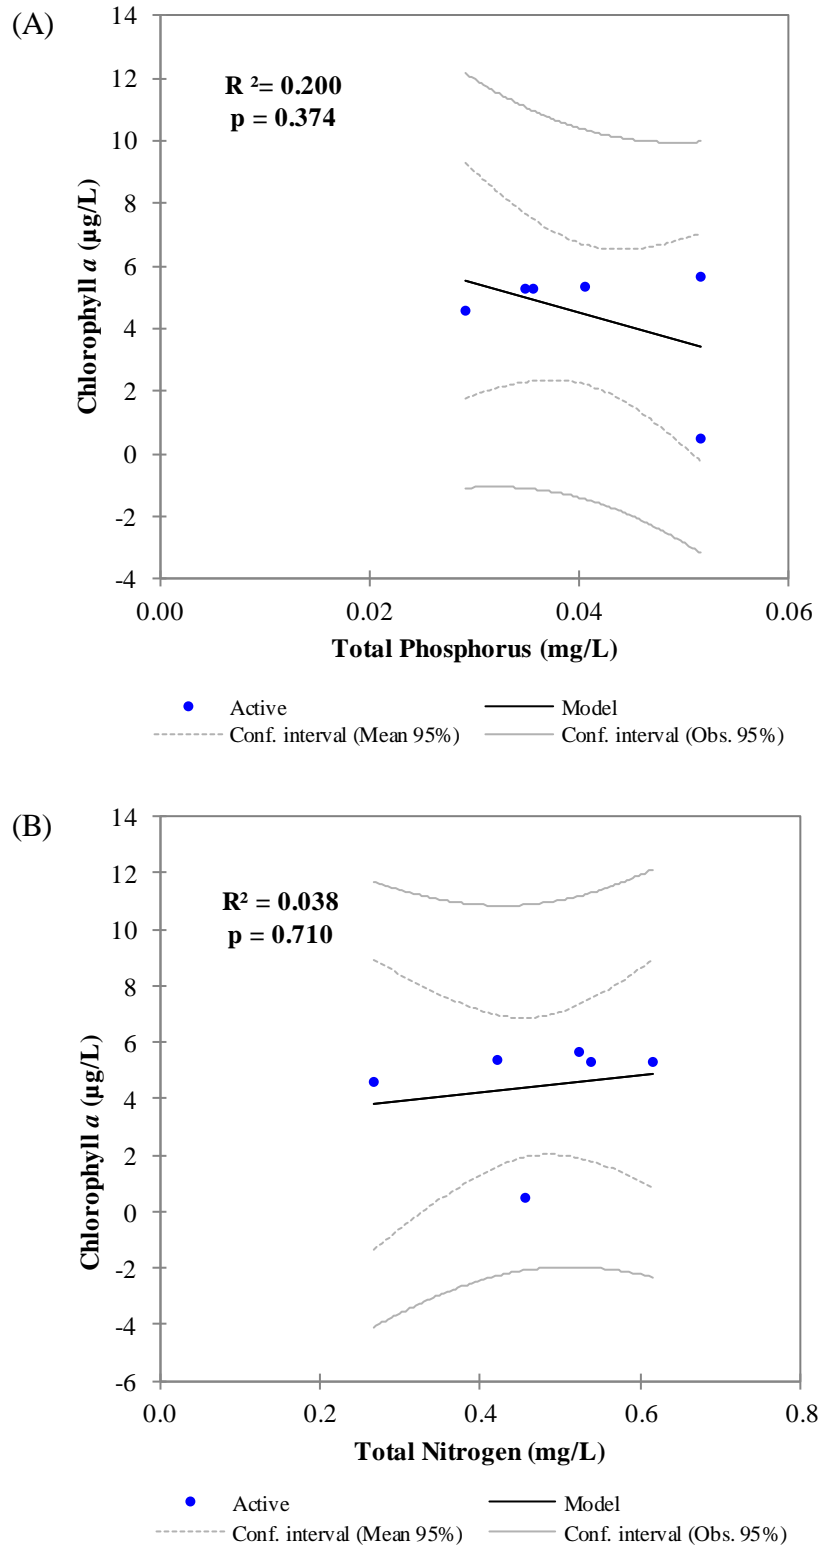 (A)
14
12
10
8
6
4
2
0
-2
-4
R ²= 0.200
p = 0.374
Chlorophyll a (µg/L)
0.00 0.02 0.04 0.06
Total Phosphorus (mg/L)
Active Model
Conf. interval (Mean 95%) Conf. interval (Obs. 95%)
(B)
14
12
10
8
6
4
2
0
-2
-4
-6
R² = 0.038
p = 0.710
Chlorophyll a (µg/L)
0.0 0.2 0.4 0.6 0.8
Total Nitrogen (mg/L)
Active Model
Conf. interval (Mean 95%) Conf. interval (Obs. 95%)